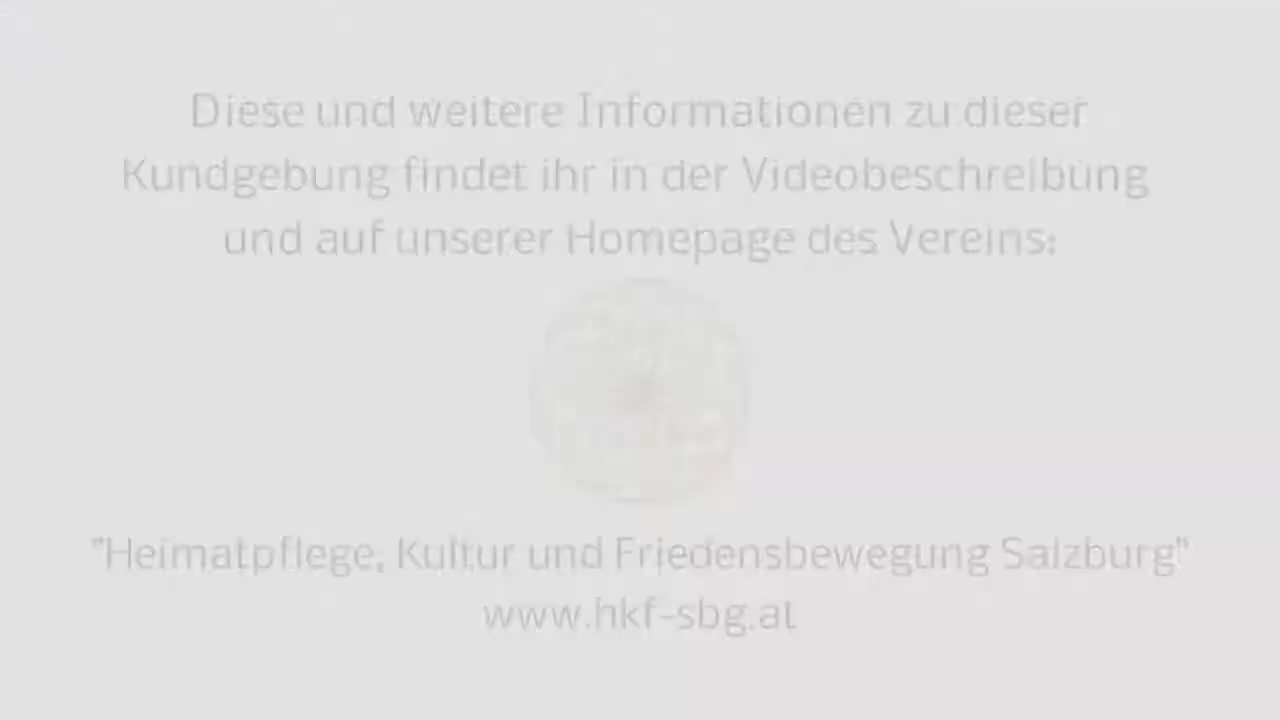 Diese und weitere Informationen zu dieser
Kundgebung findet ihr in der Videobeschreibung
und auf unserer Homepage des Vereins:
"Heimatpflege, Kultur und Friedensbewegung Salzburg"
www.hkf-sbg.at